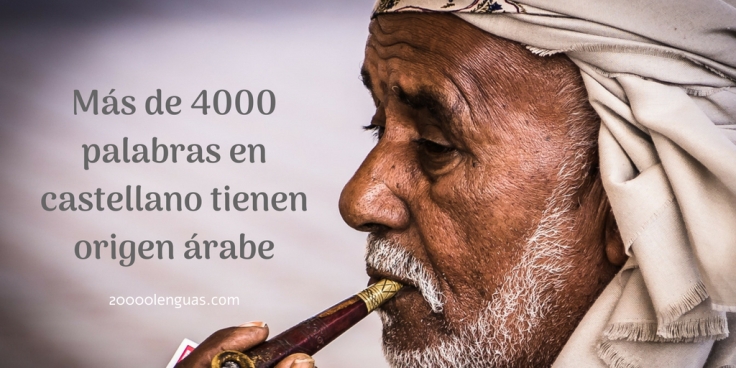 Más de 4000
palabras en
castellano tienen
origen árabe
20000lenguas.com